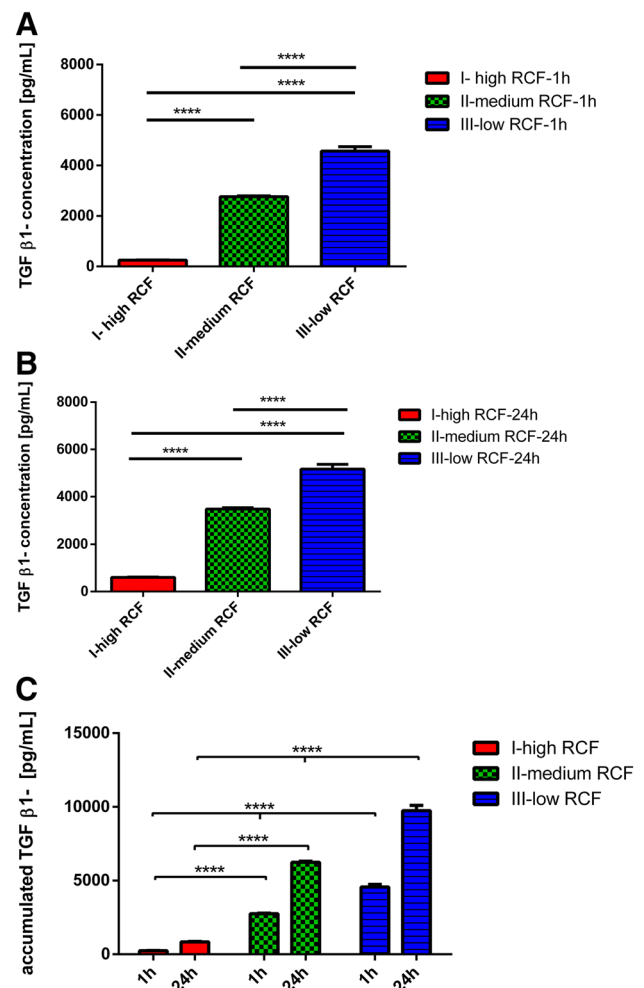 A
TGF β1- concentration [pg/mL]
8000
6000
4000
2000
0
****
****
****
I- high RCF
II-medium RCF
III-low RCF
I- high RCF-1h
II-medium RCF-1h
III-low RCF-1h
B
TGF β1- concentration [pg/mL]
8000
6000
4000
2000
0
****
****
****
I-high RCF
II-medium RCF
III-low RCF
I-high RCF-24h
II-medium RCF-24h
III-low RCF-24h
C
accumulated TGF β1- [pg/mL]
15000
10000
5000
0
****
****
****
****
1h
24h
1h
24h
1h
24h
I-high RCF
II-medium RCF
III-low RCF